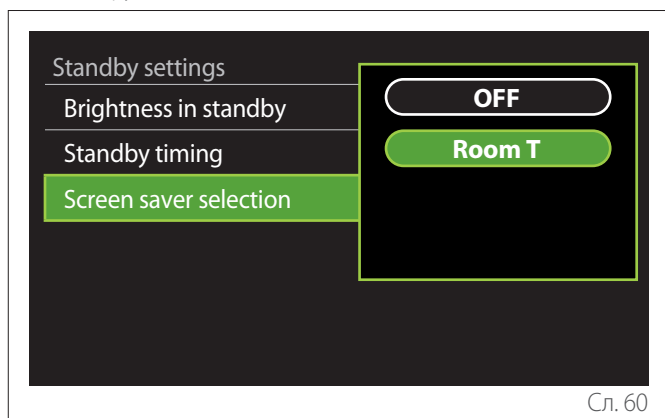 Standby settings
Brightness in standby
Standby timing
Screen saver selection
OFF
Room T
Сл. 60